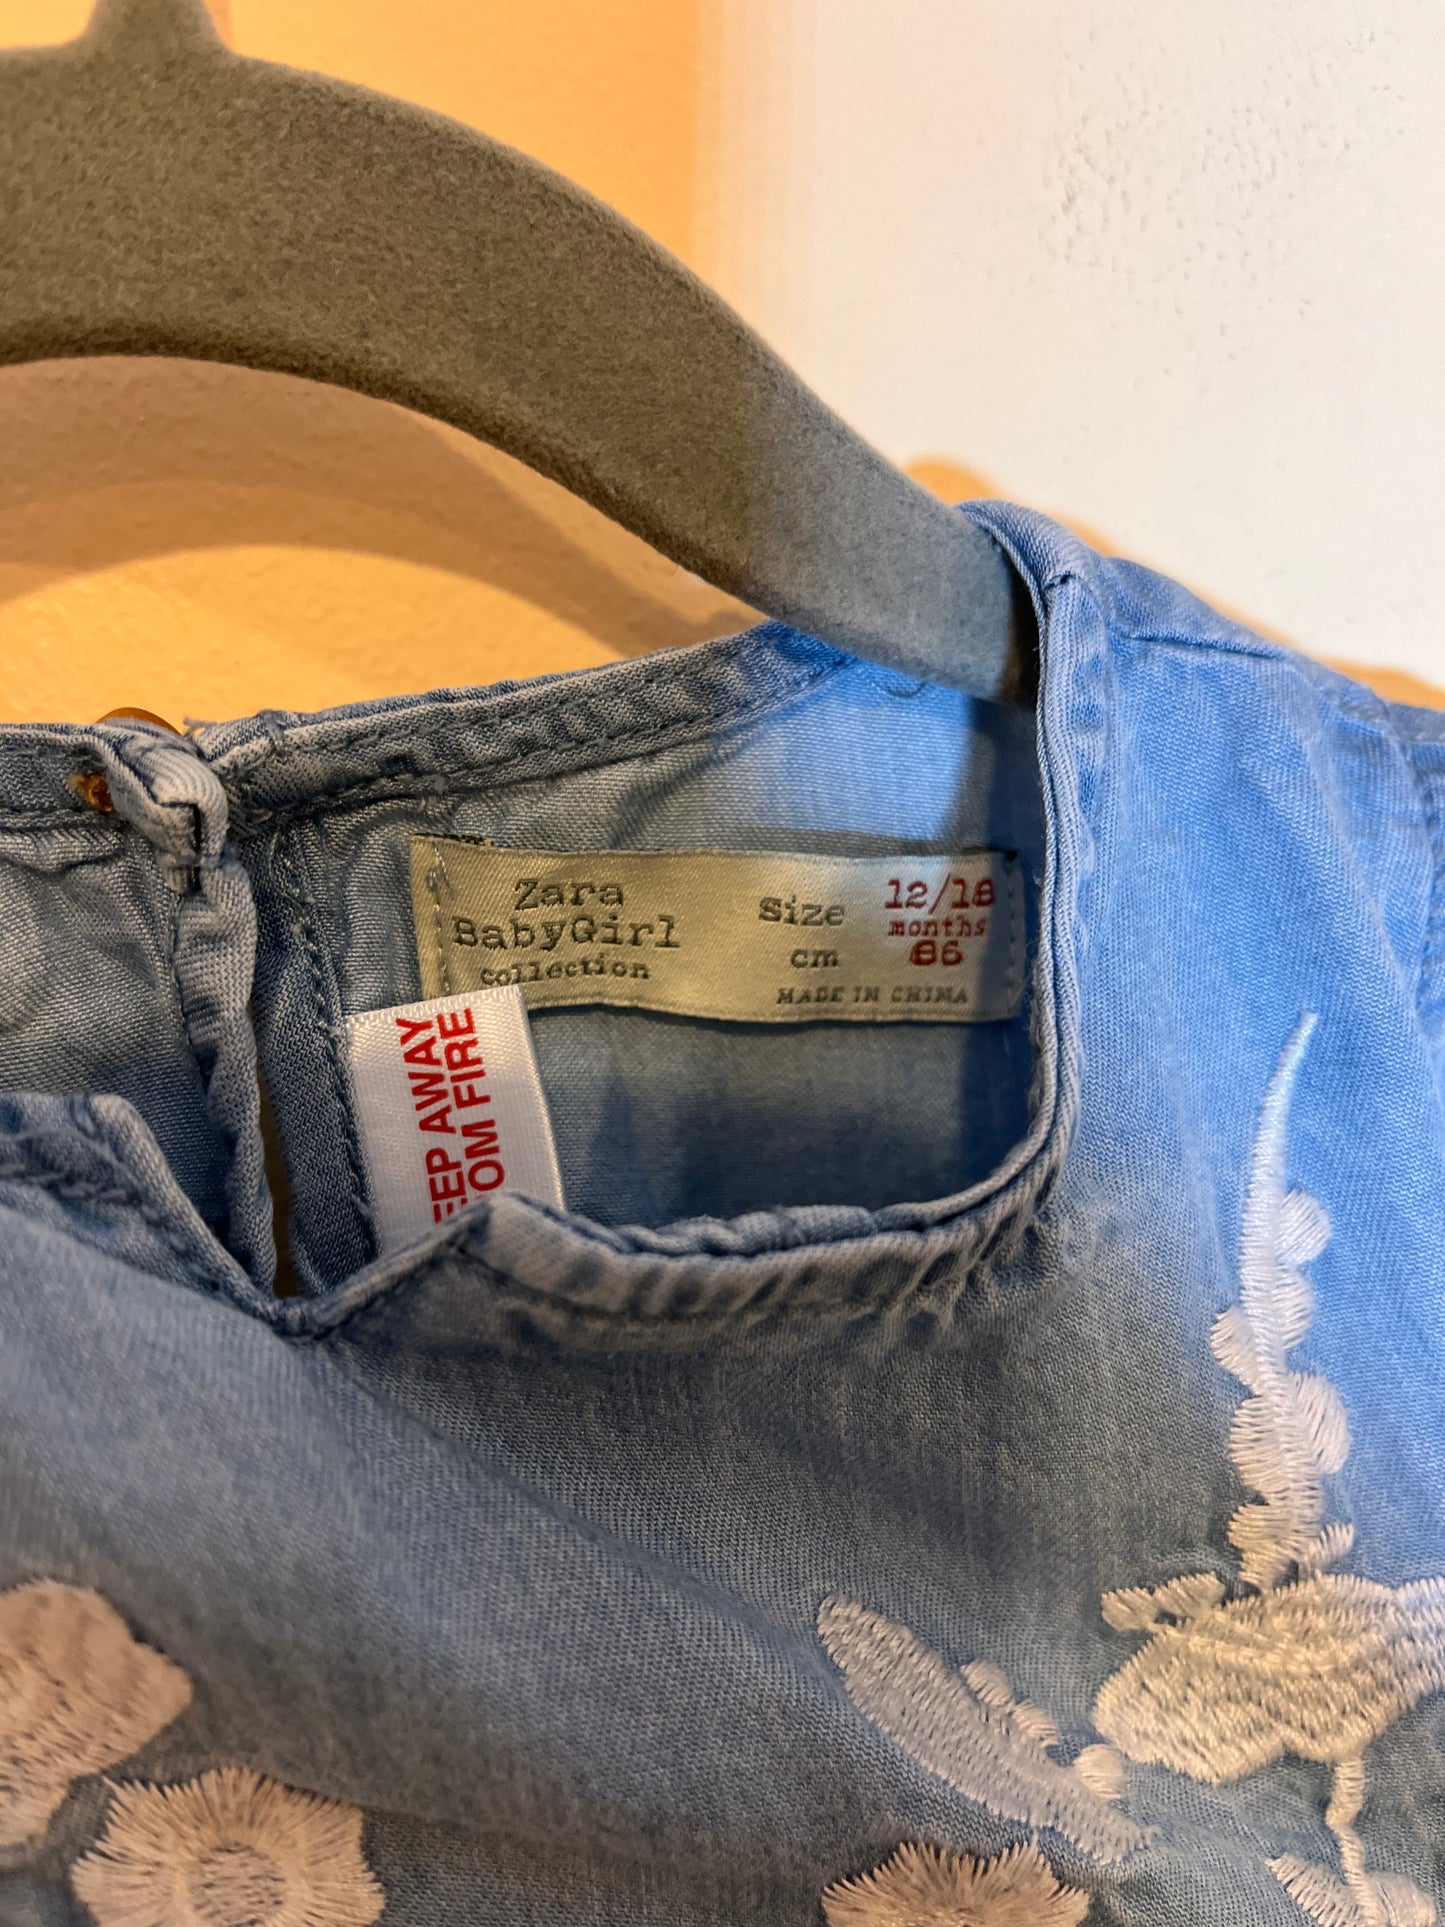 Zara
BabyGirl
collection
Size 12/18
months
cm 86
MADE IN CHINA
EEP AWAY
OM FIRE